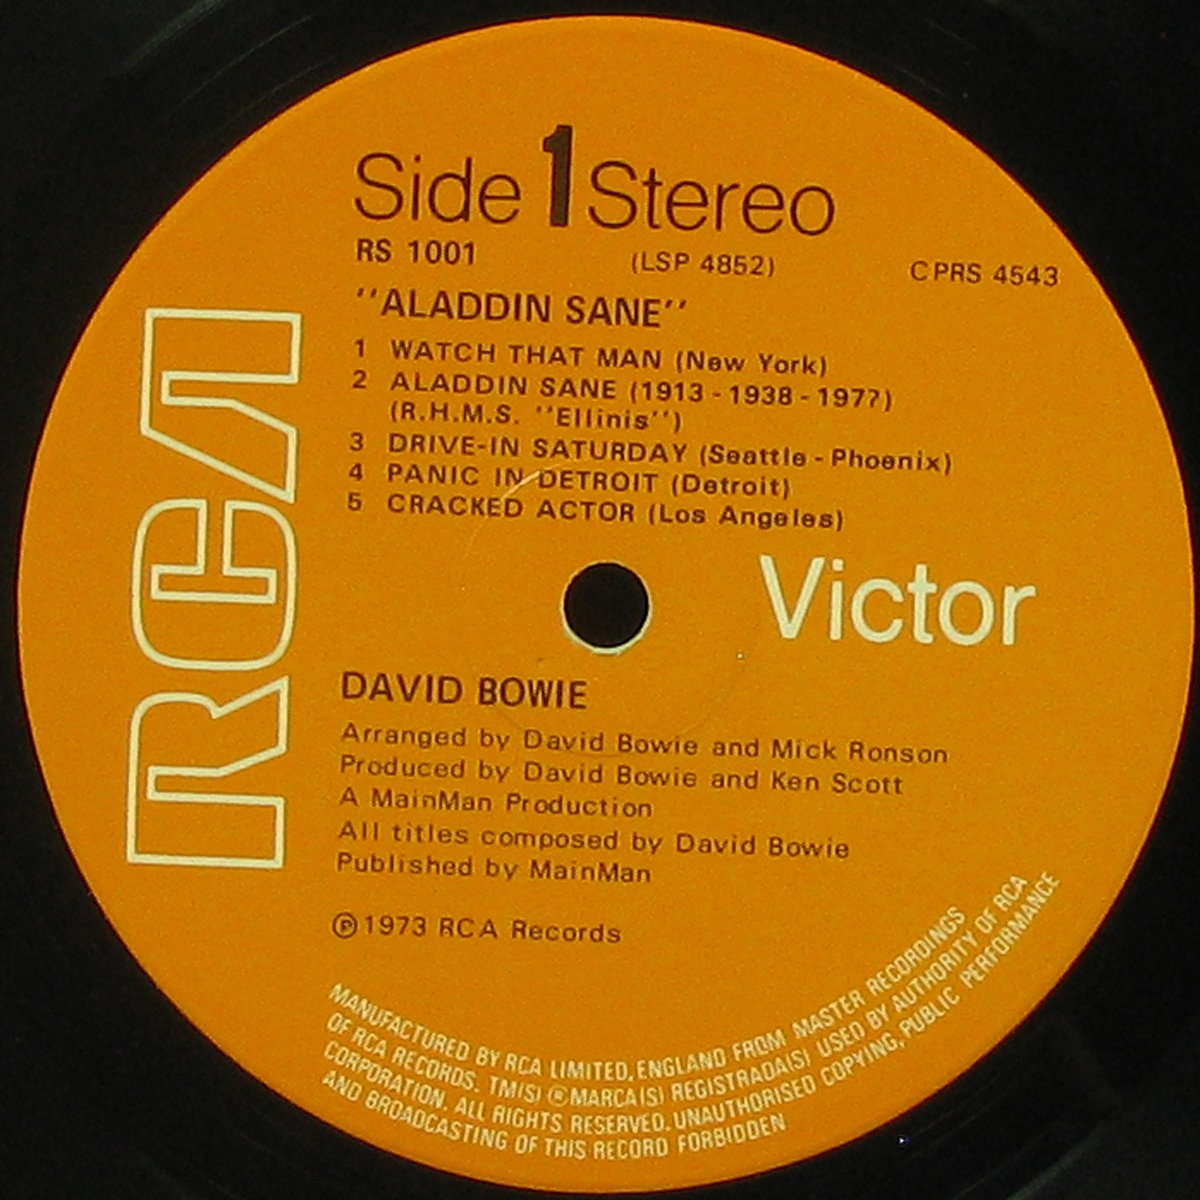 Side 1 Stereo
RS 1001 (LSP 4852) CPRS 4543
''ALADDIN SANE''
1 WATCH THAT MAN (New York)
2 ALADDIN SANE (1913 - 1938 - 197?)
(R.H.M.S. ''Ellinis'')
3 DRIVE-IN SATURDAY (Seattle - Phoenix)
4 PANIC IN DETROIT (Detroit)
5 CRACKED ACTOR (Los Angeles)
RCA
Victor
DAVID BOWIE
Arranged by David Bowie and Mick Ronson
Produced by David Bowie and Ken Scott
A MainMan Production
All titles composed by David Bowie
Published by MainMan
℗ 1973 RCA Records
MANUFACTURED BY RCA LIMITED, ENGLAND FROM MASTER RECORDINGS
OF RCA RECORDS. TM(S) ® MARCA(S) REGISTRADA(S) USED BY AUTHORITY OF RCA
CORPORATION. ALL RIGHTS RESERVED. UNAUTHORISED COPYING, PUBLIC PERFORMANCE
AND BROADCASTING OF THIS RECORD FORBIDDEN